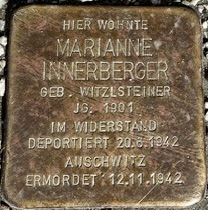 HIER WOHNTE
MARIANNE
INNERBERGER
GEB. WITZLSTEINER
JG. 1901
IM WIDERSTAND
DEPORTIERT 20.6.1942
AUSCHWITZ
ERMORDET 12.11.1942